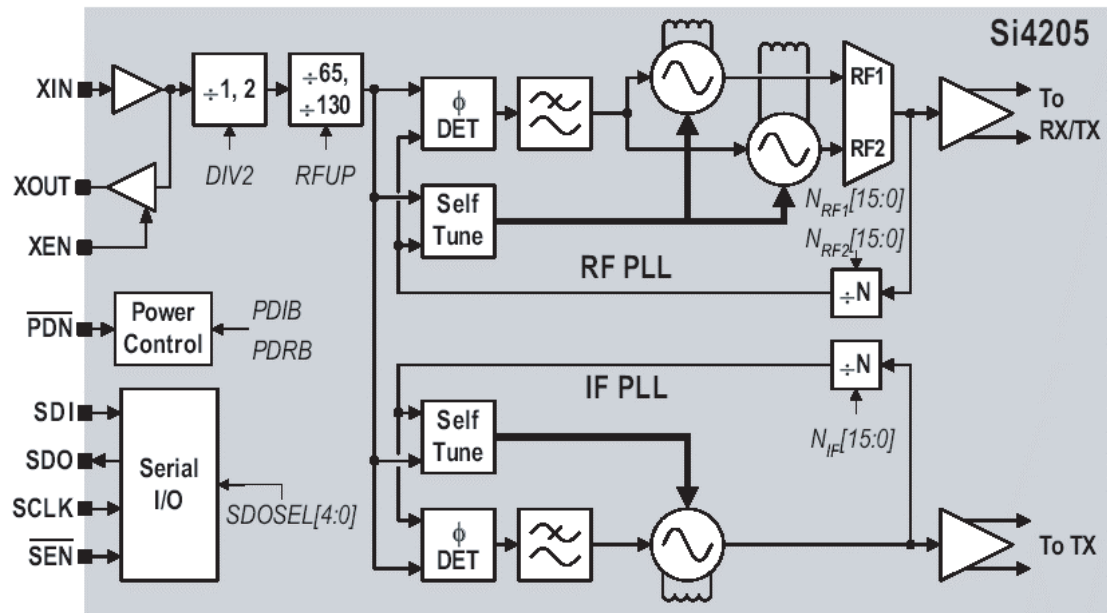 Si4205
XIN
÷1, 2
÷65,
÷130
ϕ
DET
RF1
RF2
To
RX/TX
XOUT
DIV2
RFUP
Self
Tune
N_RF1[15:0]
N_RF2[15:0]
XEN
RF PLL
÷N
PDN
Power
Control
PDIB
PDRB
IF PLL
÷N
SDI
SDO
SCLK
SEN
Serial
I/O
SDOSEL[4:0]
Self
Tune
N_IF[15:0]
ϕ
DET
To TX